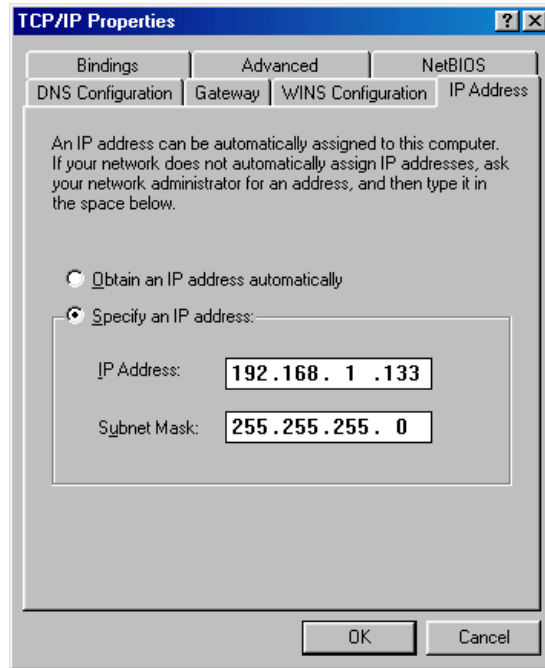 TCP/IP Properties
Bindings Advanced NetBIOS
DNS Configuration Gateway WINS Configuration IP Address
An IP address can be automatically assigned to this computer.
If your network does not automatically assign IP addresses, ask
your network administrator for an address, and then type it in
the space below.
Obtain an IP address automatically
Specify an IP address:
IP Address: 192.168. 1 .133
Subnet Mask: 255.255.255. 0
OK Cancel